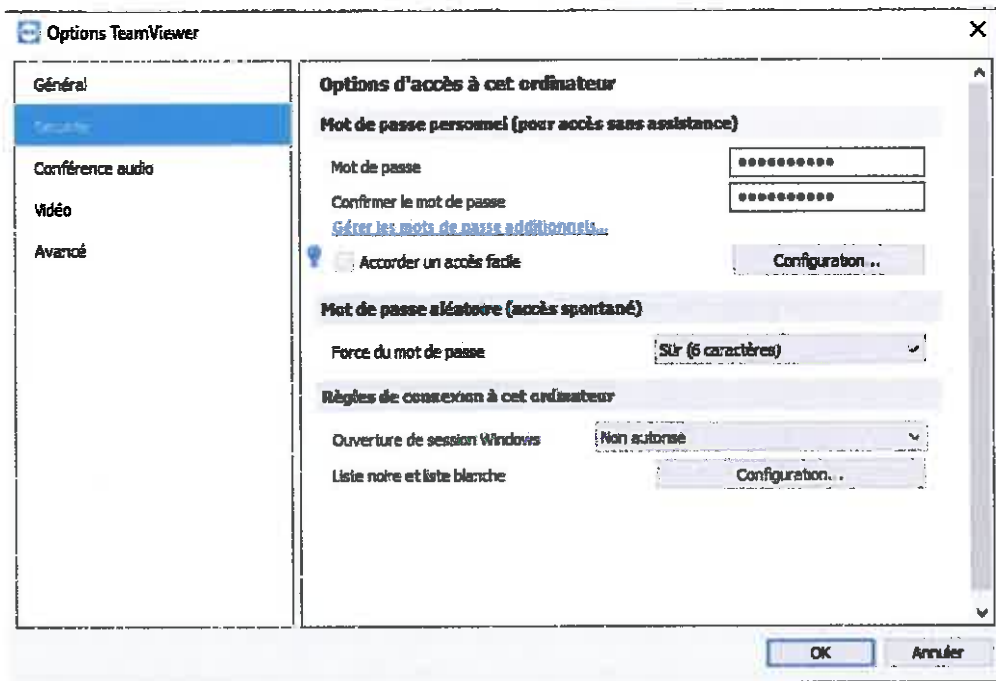 Options TeamViewer
Général
Sécurité
Conférence audio
Vidéo
Avancé
Options d'accès à cet ordinateur
Mot de passe personnel (pour accès sans assistance)
Mot de passe ●●●●●●●●●●
Confirmer le mot de passe ●●●●●●●●●●
Gérer les mots de passe additionnels...
Accorder un accès facile Configuration ..
Mot de passe aléatoire (accès spontané)
Force du mot de passe Sûr (6 caractères)
Règles de connexion à cet ordinateur
Ouverture de session Windows Non autorisé
Liste noire et liste blanche Configuration...
OK Annuler